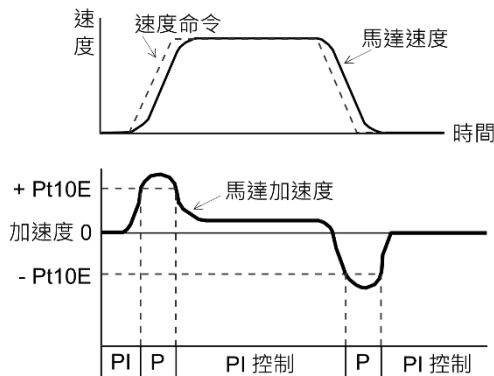 速度
速度命令
馬達速度
時間
+ Pt10E
馬達加速度
加速度 0
- Pt10E
PI
P
PI 控制
P
PI 控制